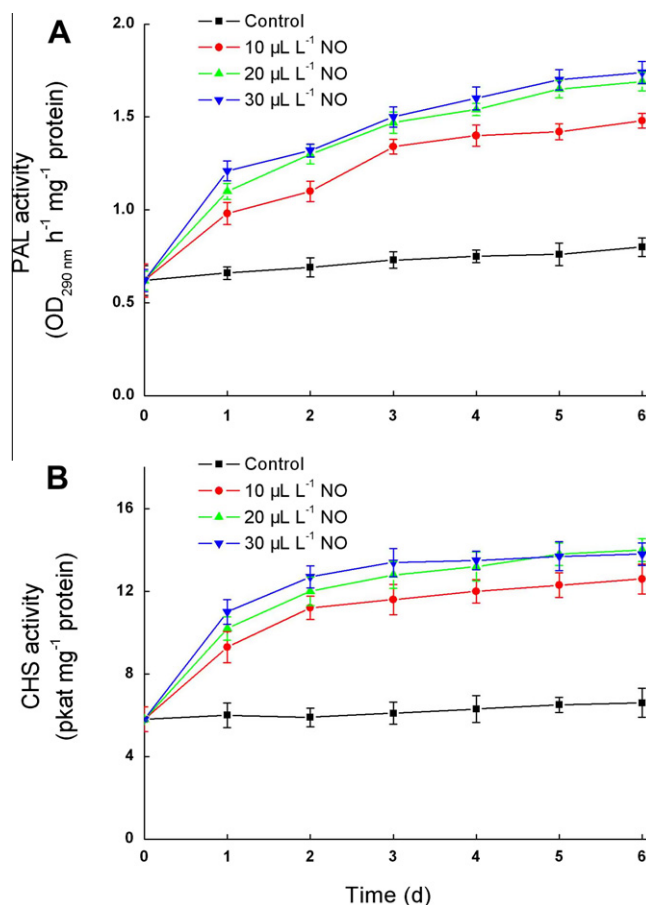 A
Control
10 µL L⁻¹ NO
20 µL L⁻¹ NO
30 µL L⁻¹ NO
2.0
1.5
1.0
0.5
0.0
PAL activity
(OD₂₉₀ ₙₘ h⁻¹ mg⁻¹ protein)
0 1 2 3 4 5 6
B
Control
10 µL L⁻¹ NO
20 µL L⁻¹ NO
30 µL L⁻¹ NO
16
12
8
4
0
CHS activity
(pkat mg⁻¹ protein)
0 1 2 3 4 5 6
Time (d)